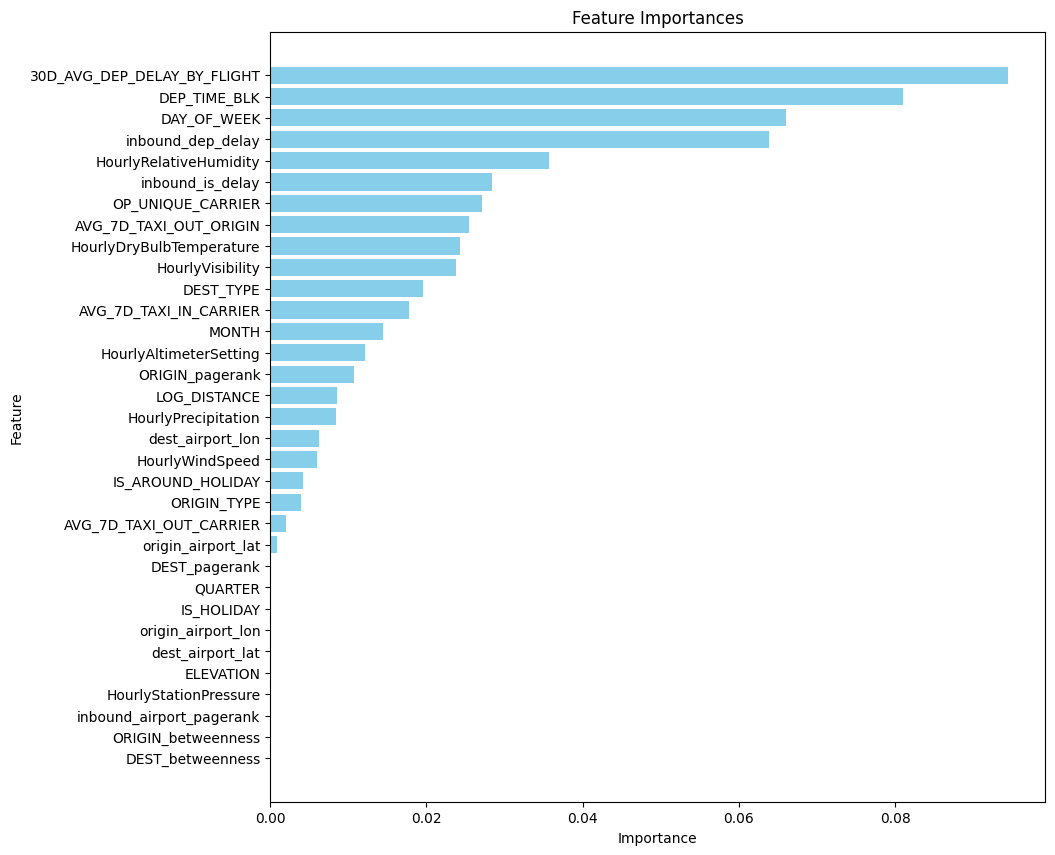 Feature Importances
Feature
30D_AVG_DEP_DELAY_BY_FLIGHT
DEP_TIME_BLK
DAY_OF_WEEK
inbound_dep_delay
HourlyRelativeHumidity
inbound_is_delay
OP_UNIQUE_CARRIER
AVG_7D_TAXI_OUT_ORIGIN
HourlyDryBulbTemperature
HourlyVisibility
DEST_TYPE
AVG_7D_TAXI_IN_CARRIER
MONTH
HourlyAltimeterSetting
ORIGIN_pagerank
LOG_DISTANCE
HourlyPrecipitation
dest_airport_lon
HourlyWindSpeed
IS_AROUND_HOLIDAY
ORIGIN_TYPE
AVG_7D_TAXI_OUT_CARRIER
origin_airport_lat
DEST_pagerank
QUARTER
IS_HOLIDAY
origin_airport_lon
dest_airport_lat
ELEVATION
HourlyStationPressure
inbound_airport_pagerank
ORIGIN_betweenness
DEST_betweenness
0.00 0.02 0.04 0.06 0.08
Importance